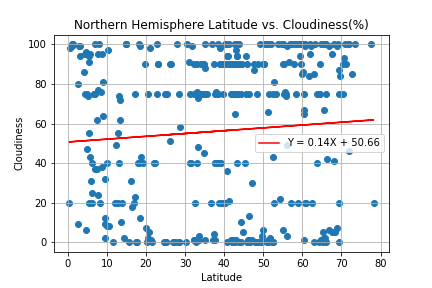 Northern Hemisphere Latitude vs. Cloudiness(%)
100
80
60
40
20
0
Cloudiness
Y = 0.14X + 50.66
0 10 20 30 40 50 60 70 80
Latitude